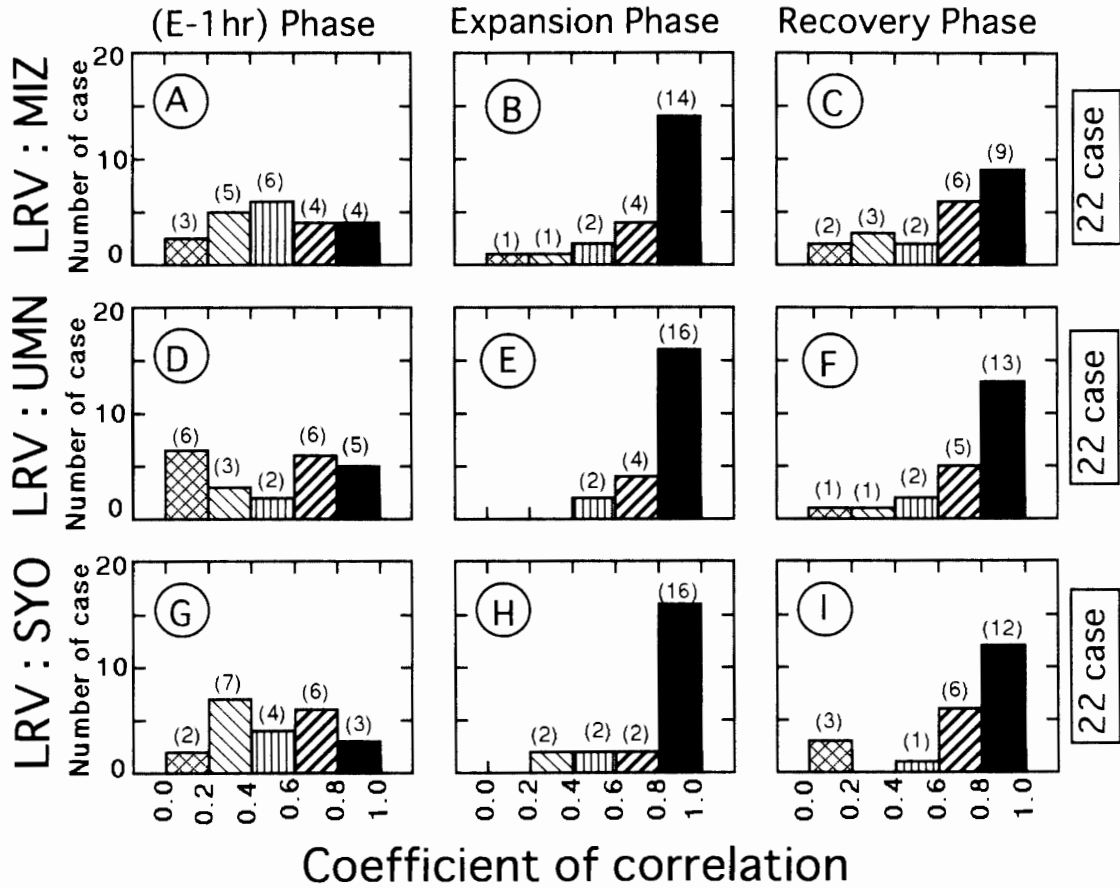 (E-1hr) Phase Expansion Phase Recovery Phase
LRV : MIZ
Number of case
20
10
0
A
(3) (5) (6) (4) (4)
B
(1) (1) (2) (4) (14)
C
(2) (3) (2) (6) (9)
22 case
LRV : UMN
Number of case
20
10
0
D
(6) (3) (2) (6) (5)
E
(2) (4) (16)
F
(1) (1) (2) (5) (13)
22 case
LRV : SYO
Number of case
20
10
0
G
(2) (7) (4) (6) (3)
H
(2) (2) (2) (16)
I
(3) (1) (6) (12)
22 case
0.0 0.2 0.4 0.6 0.8 1.0
0.0 0.2 0.4 0.6 0.8 1.0
0.0 0.2 0.4 0.6 0.8 1.0
Coefficient of correlation